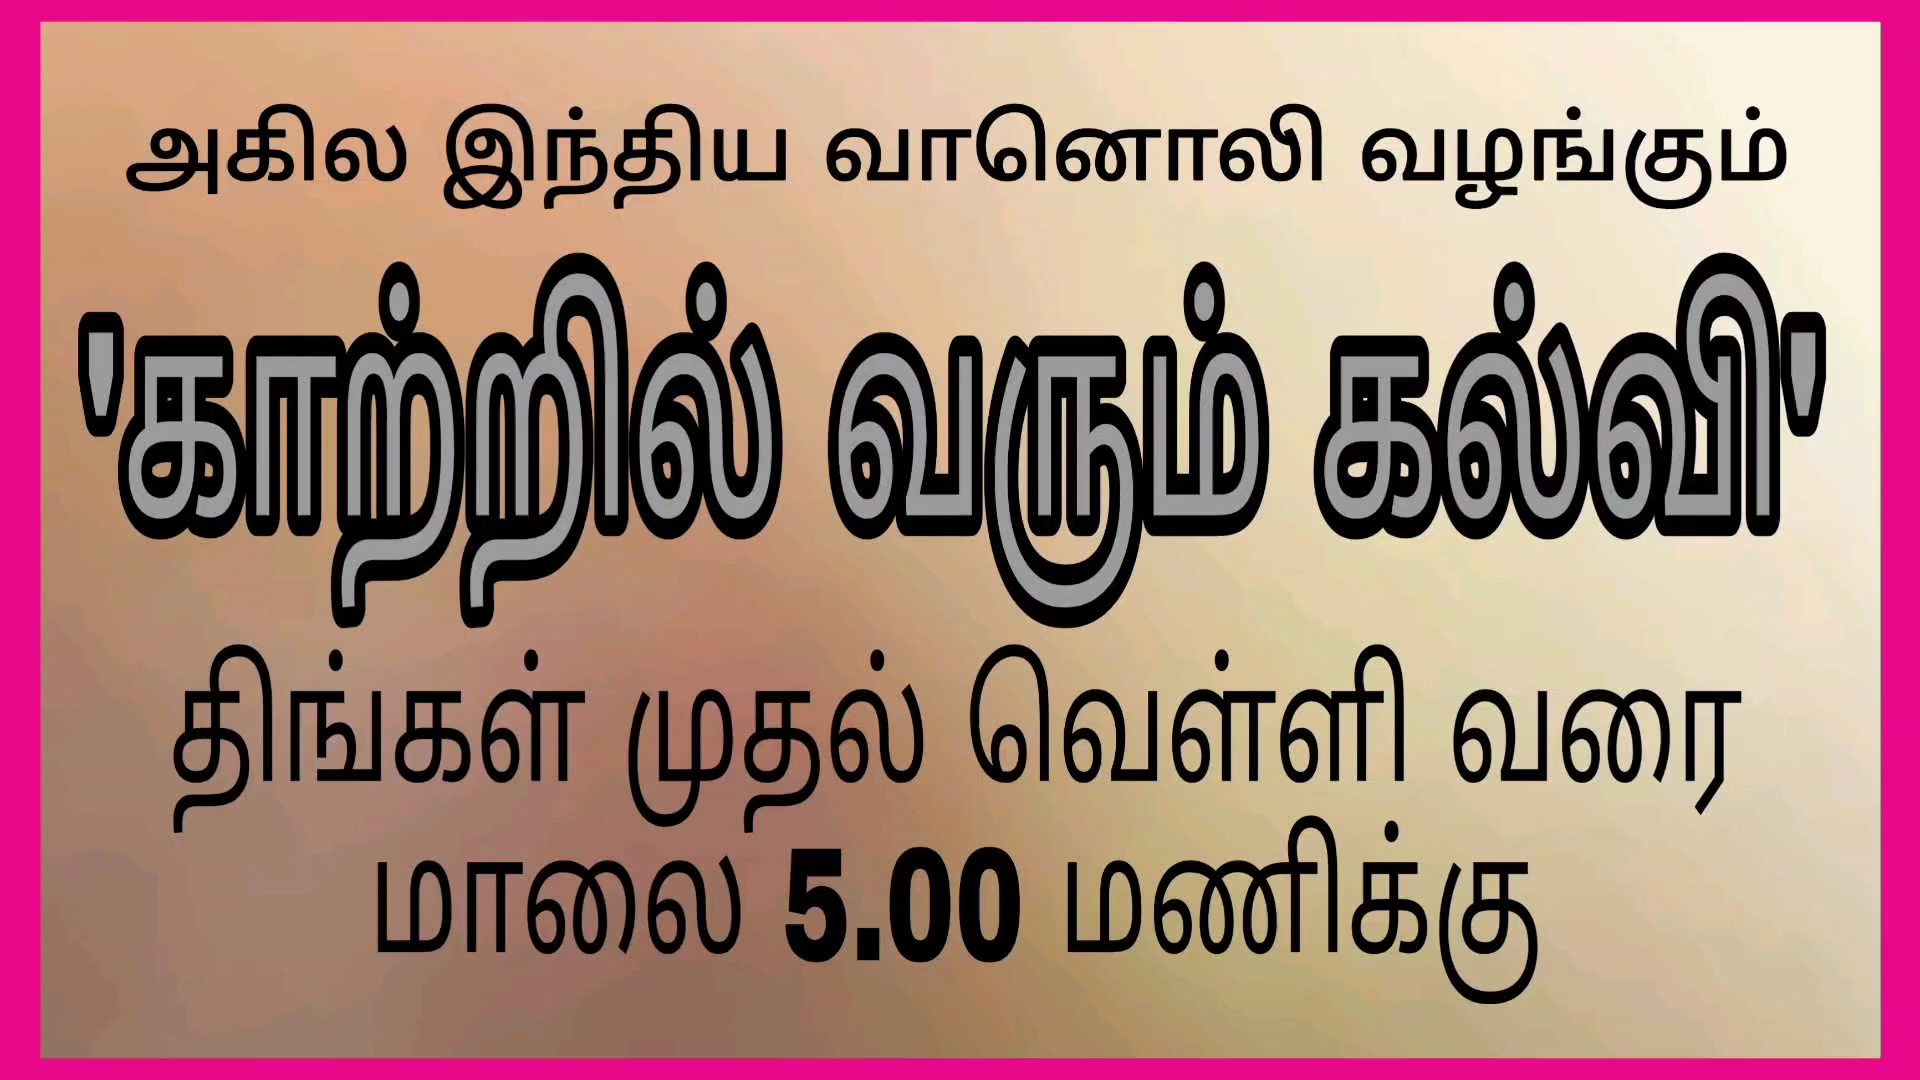 அகில இந்திய வானொலி வழங்கும்
'காற்றில் வரும் கல்வி'
திங்கள் முதல் வெள்ளி வரை
மாலை 5.00 மணிக்கு